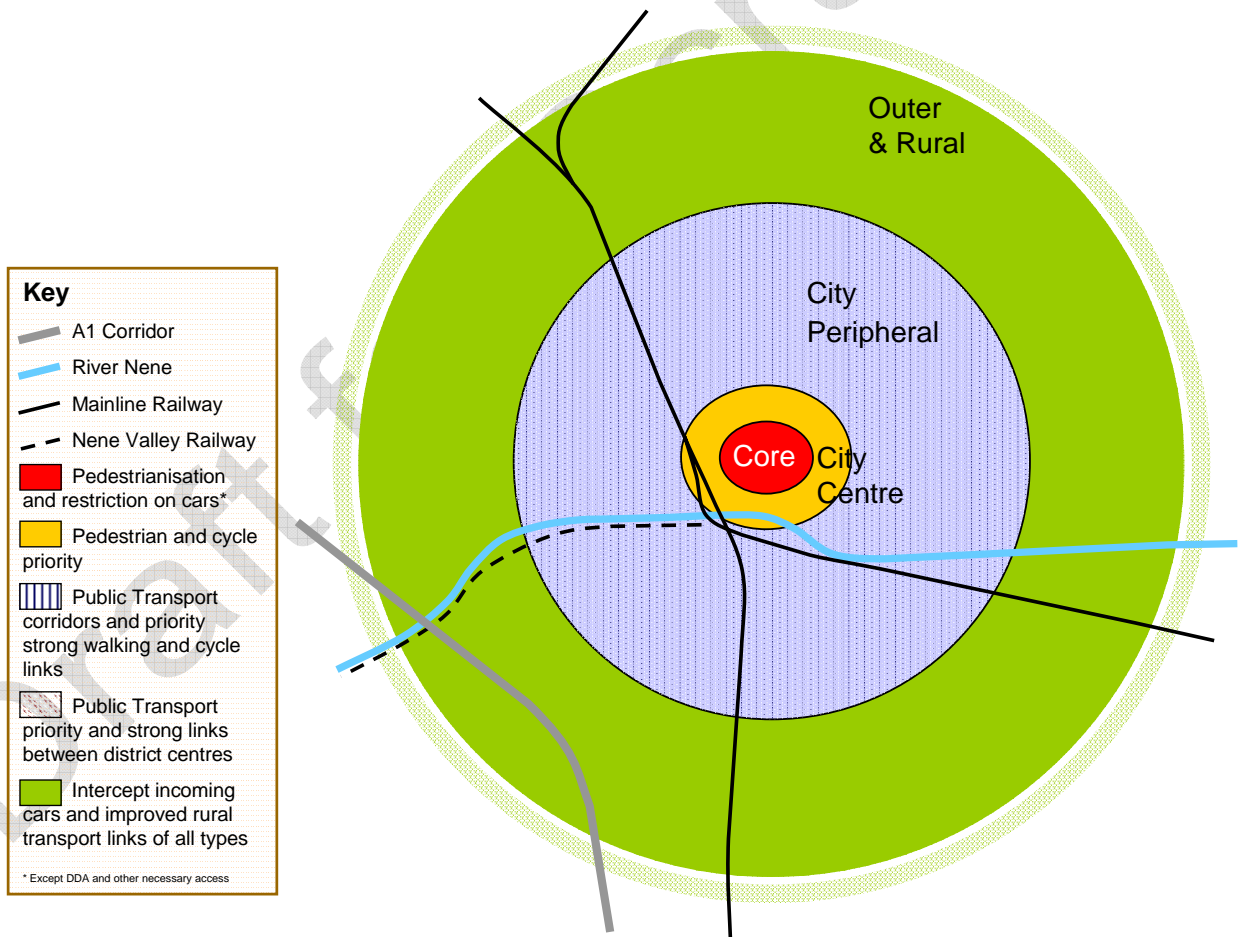 Outer
& Rural
City
Peripheral
Core
City
Centre
Key
A1 Corridor
River Nene
Mainline Railway
Nene Valley Railway
Pedestrianisation
and restriction on cars*
Pedestrian and cycle
priority
Public Transport
corridors and priority
strong walking and cycle
links
Public Transport
priority and strong links
between district centres
Intercept incoming
cars and improved rural
transport links of all types
* Except DDA and other necessary access
Draft f